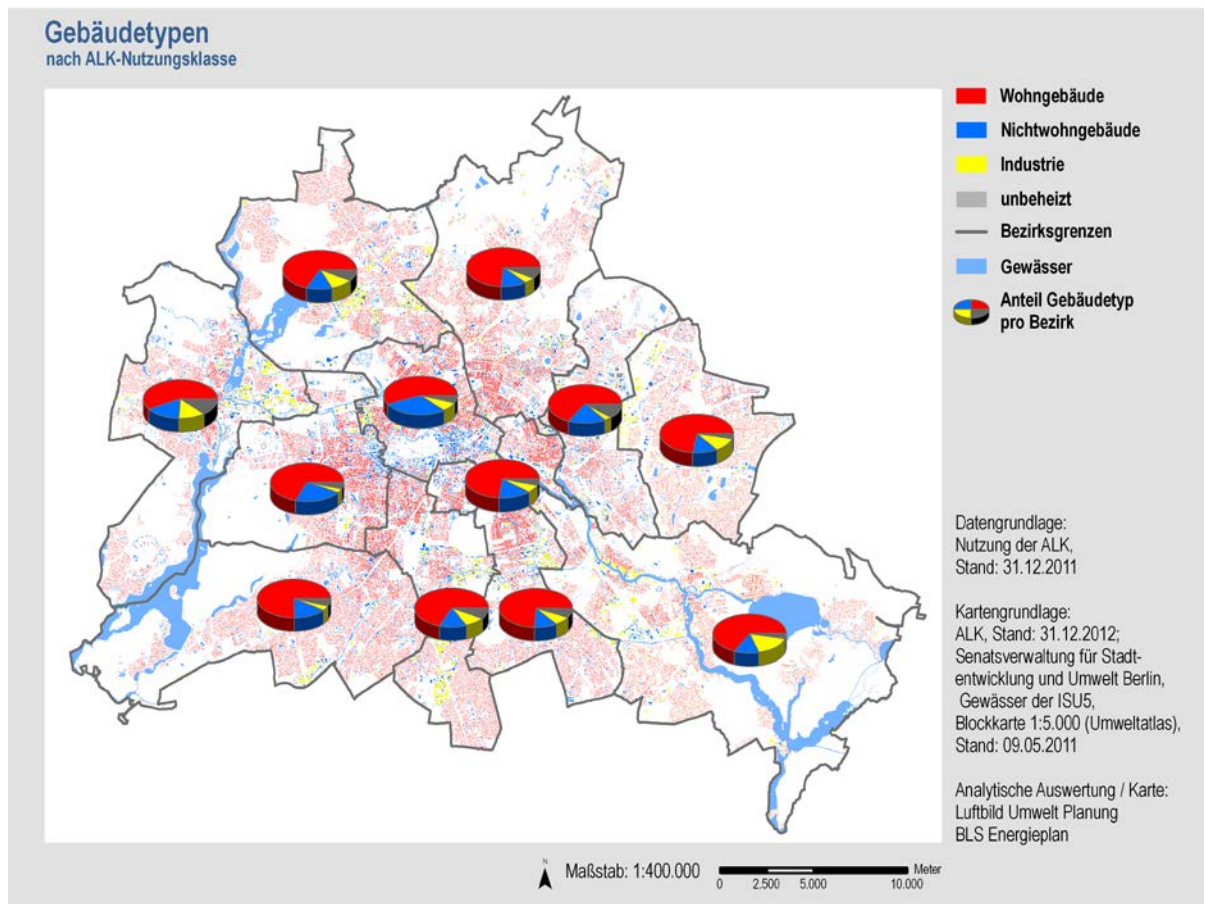 Gebäudetypen
nach ALK-Nutzungsklasse
Wohngebäude
Nichtwohngebäude
Industrie
unbeheizt
Bezirksgrenzen
Gewässer
Anteil Gebäudetyp
pro Bezirk
Datengrundlage:
Nutzung der ALK,
Stand: 31.12.2011
Kartengrundlage:
ALK, Stand: 31.12.2012;
Senatsverwaltung für Stadt-
entwicklung und Umwelt Berlin,
Gewässer der ISU5,
Blockkarte 1:5.000 (Umweltatlas),
Stand: 09.05.2011
Analytische Auswertung / Karte:
Luftbild Umwelt Planung
BLS Energieplan
N
Maßstab: 1:400.000
Meter
0 2.500 5.000 10.000